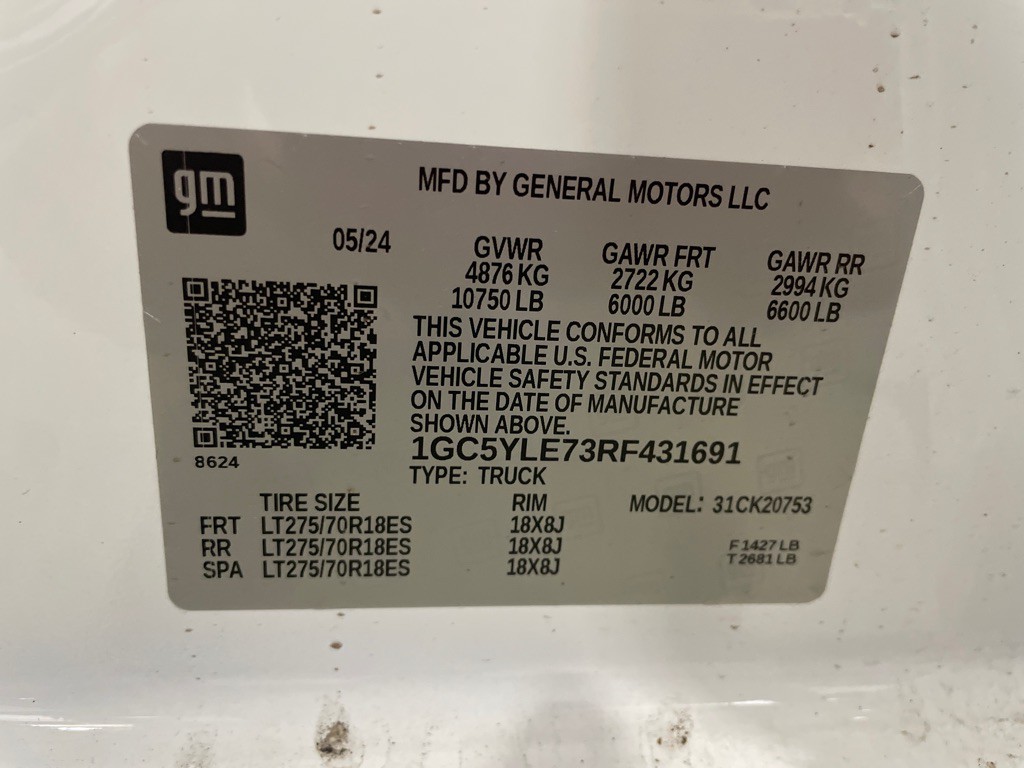 gm
MFD BY GENERAL MOTORS LLC
05/24
GVWR GAWR FRT GAWR RR
4876 KG 2722 KG 2994 KG
10750 LB 6000 LB 6600 LB
THIS VEHICLE CONFORMS TO ALL
APPLICABLE U.S. FEDERAL MOTOR
VEHICLE SAFETY STANDARDS IN EFFECT
ON THE DATE OF MANUFACTURE
SHOWN ABOVE.
8624
1GC5YLE73RF431691
TYPE: TRUCK
TIRE SIZE RIM MODEL: 31CK20753
FRT LT275/70R18ES 18X8J
RR LT275/70R18ES 18X8J F 1427 LB
SPA LT275/70R18ES 18X8J T 2681 LB